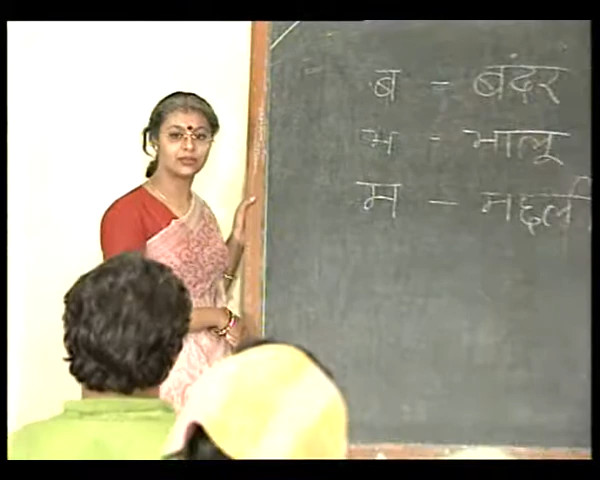 ब - बंदर
भ - भालू
म - मछली